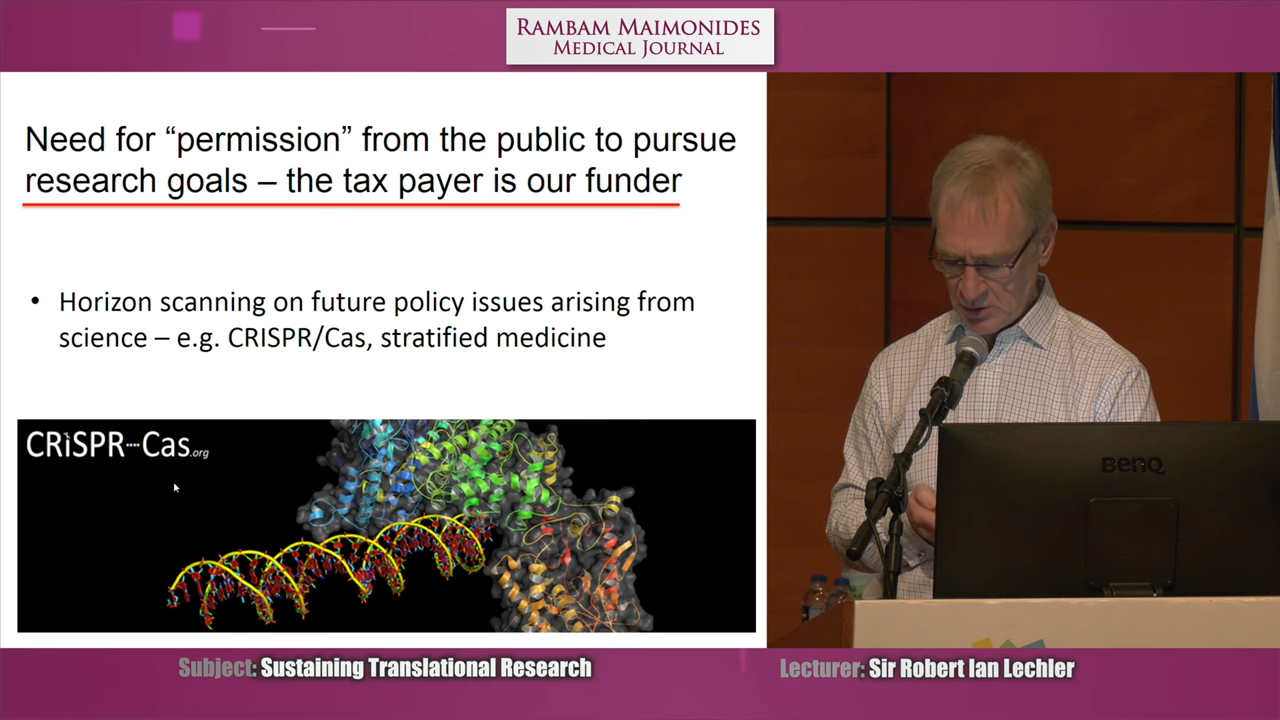 RAMBAM MAIMONIDES
MEDICAL JOURNAL
Need for “permission” from the public to pursue
research goals – the tax payer is our funder
• Horizon scanning on future policy issues arising from
science – e.g. CRISPR/Cas, stratified medicine
CRiSPR···Cas.org
BenQ
Subject: Sustaining Translational Research
Lecturer: Sir Robert Ian Lechler